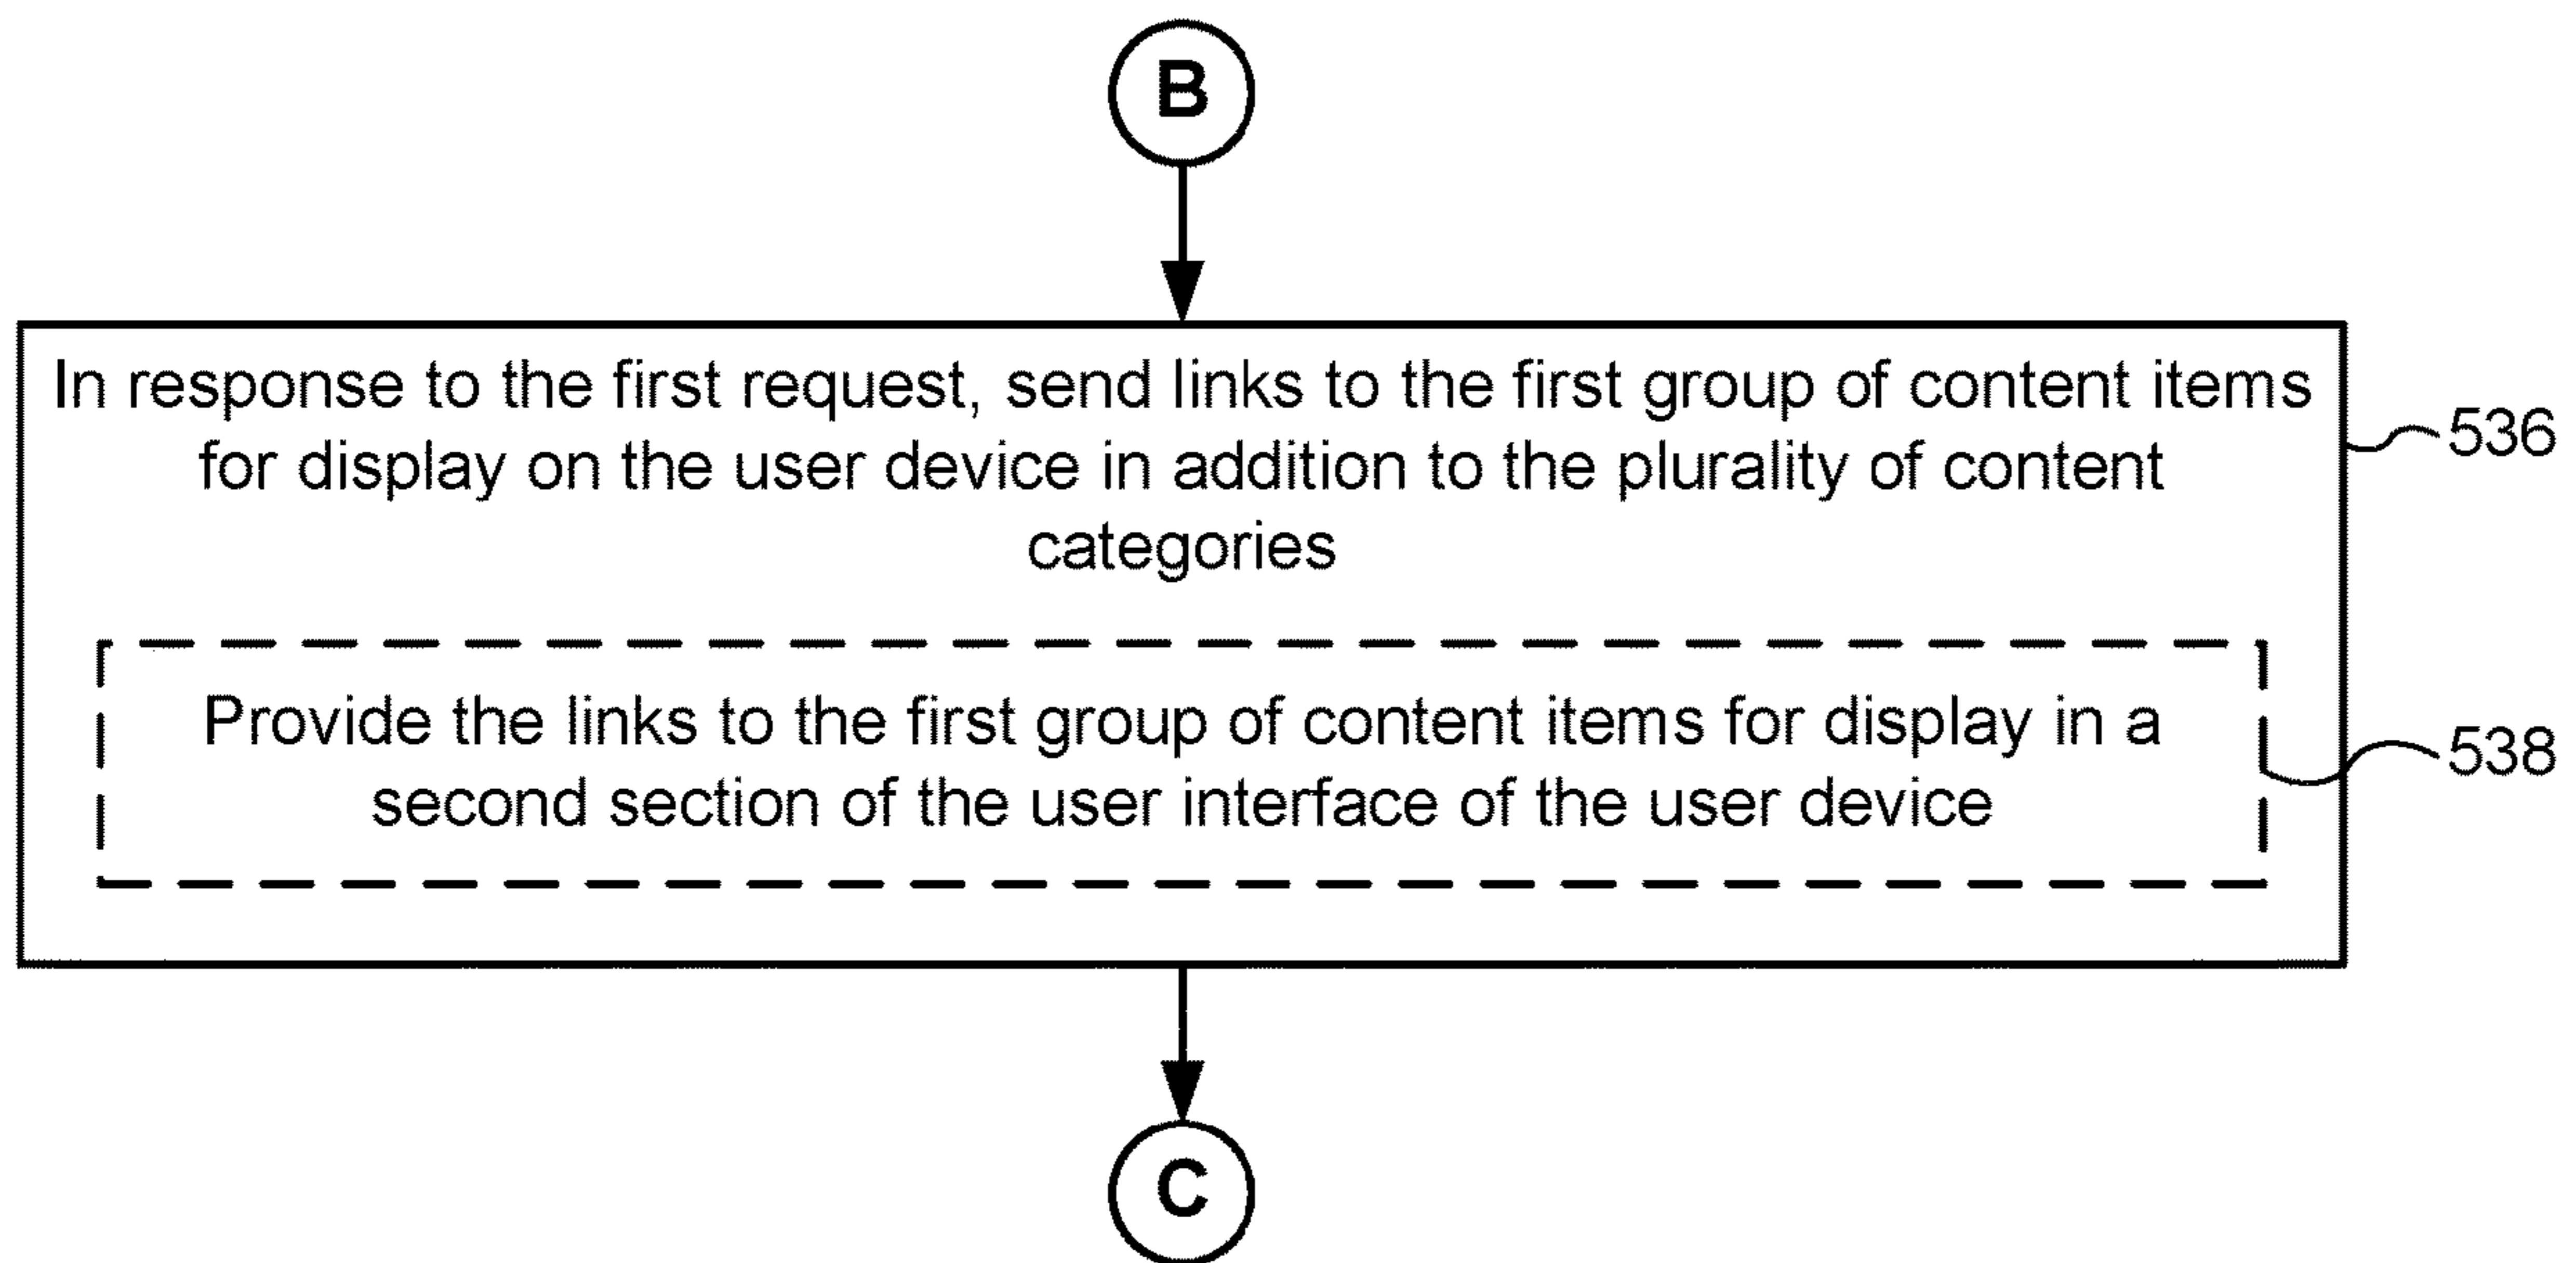 B
In response to the first request, send links to the first group of content items
for display on the user device in addition to the plurality of content
categories
536
Provide the links to the first group of content items for display in a
second section of the user interface of the user device
538
C